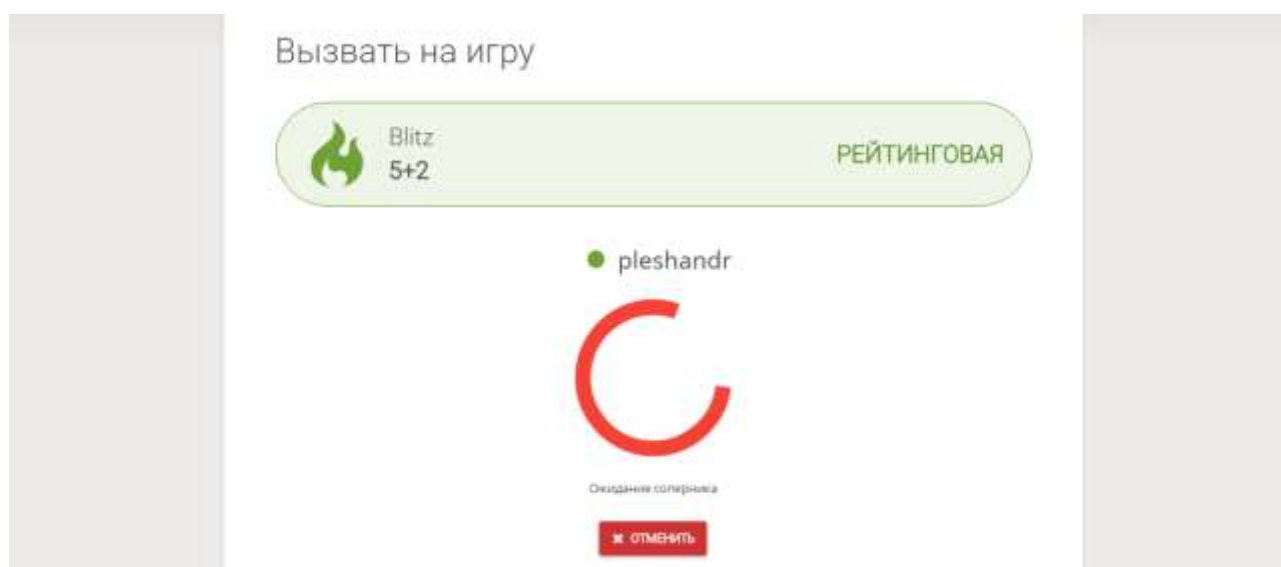 Вызвать на игру
Blitz
5+2
РЕЙТИНГОВАЯ
pleshandr
Ожидание соперника
✖ ОТМЕНИТЬ